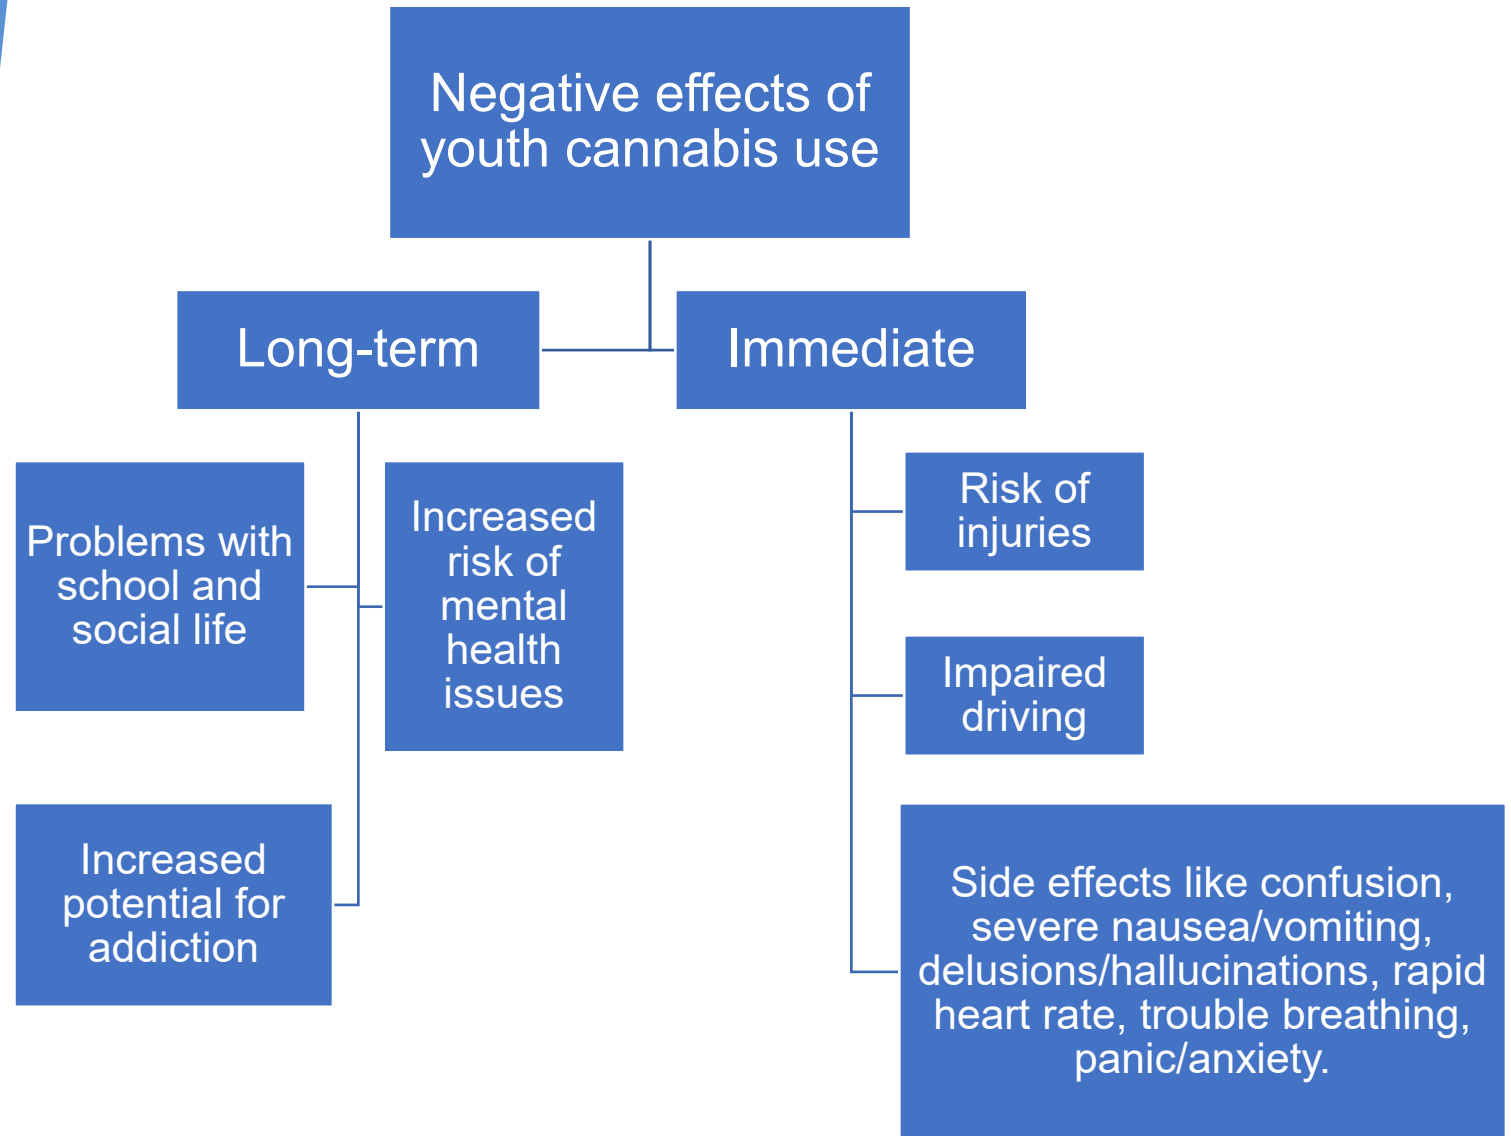 Negative effects of
youth cannabis use
Long-term
Immediate
Problems with
school and
social life
Increased
risk of
mental
health
issues
Increased
potential for
addiction
Risk of
injuries
Impaired
driving
Side effects like confusion,
severe nausea/vomiting,
delusions/hallucinations, rapid
heart rate, trouble breathing,
panic/anxiety.